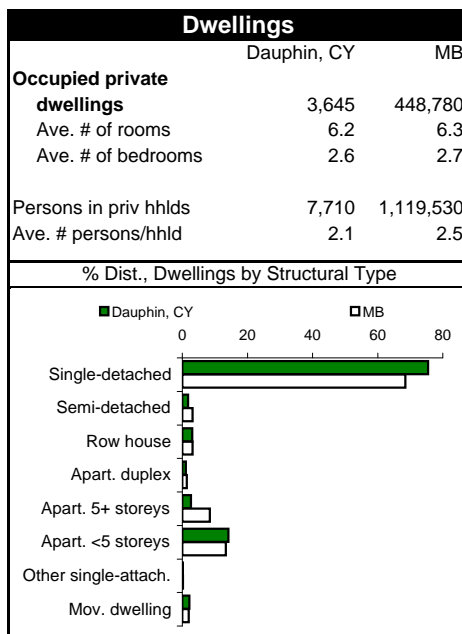 Dwellings
Dauphin, CY MB
Occupied private
dwellings 3,645 448,780
Ave. # of rooms 6.2 6.3
Ave. # of bedrooms 2.6 2.7
Persons in priv hhlds 7,710 1,119,530
Ave. # persons/hhld 2.1 2.5
% Dist., Dwellings by Structural Type
Dauphin, CY MB
0 20 40 60 80
Single-detached
Semi-detached
Row house
Apart. duplex
Apart. 5+ storeys
Apart. <5 storeys
Other single-attach.
Mov. dwelling